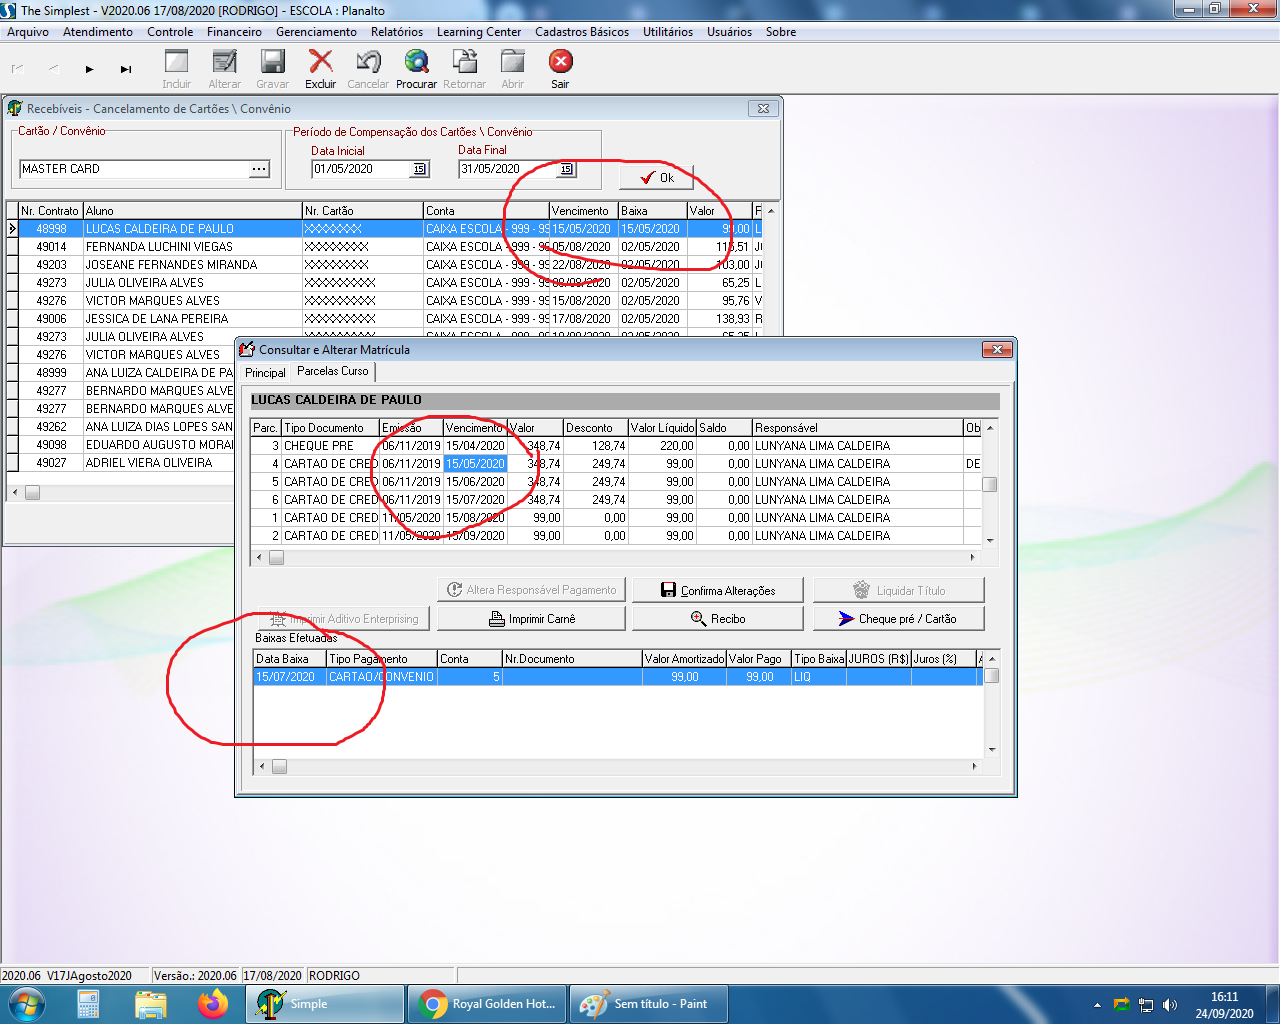 The Simplest - V2020.06 17/08/2020 [RODRIGO] - ESCOLA : Planalto
Arquivo Atendimento Controle Financeiro Gerenciamento Relatórios Learning Center Cadastros Básicos Utilitários Usuários Sobre
Incluir Alterar Gravar Excluir Cancelar Procurar Retornar Abrir Sair
Recebíveis - Cancelamento de Cartões \ Convênio
Cartão / Convênio Período de Compensação dos Cartões \ Convênio
Data Inicial Data Final
MASTER CARD ... 01/05/2020 15 31/05/2020 15 Ok
Nr. Contrato Aluno Nr. Cartão Conta Vencimento Baixa Valor F
48998 LUCAS CALDEIRA DE PAULO XXXXXXXX CAIXA ESCOLA - 999 - 99 15/05/2020 15/05/2020 99,00 L
49014 FERNANDA LUCHINI VIEGAS XXXXXXXXX CAIXA ESCOLA - 999 - 99 05/08/2020 02/05/2020 116,51 JU
49203 JOSEANE FERNANDES MIRANDA XXXXXXXXX CAIXA ESCOLA - 999 - 99 22/08/2020 02/05/2020 103,00 JU
49273 JULIA OLIVEIRA ALVES XXXXXXXXXX CAIXA ESCOLA - 999 - 99 08/08/2020 02/05/2020 65,25 L
49276 VICTOR MARQUES ALVES XXXXXXXXXX CAIXA ESCOLA - 999 - 99 15/08/2020 02/05/2020 95,76 V
49006 JESSICA DE LANA PEREIRA XXXXXXXXXX CAIXA ESCOLA - 999 - 99 17/08/2020 02/05/2020 138,93 R
49273 JULIA OLIVEIRA ALVES
49276 VICTOR MARQUES ALVES
48999 ANA LUIZA CALDEIRA DE PA
49277 BERNARDO MARQUES ALVE
49277 BERNARDO MARQUES ALVE
49262 ANA LUIZA DIAS LOPES SAN
49098 EDUARDO AUGUSTO MORAI
49027 ADRIEL VIERA OLIVEIRA
Consultar e Alterar Matrícula
Principal Parcelas Curso
LUCAS CALDEIRA DE PAULO
Parc. Tipo Documento Emissão Vencimento Valor Desconto Valor Líquido Saldo Responsável Ob
3 CHEQUE PRE 06/11/2019 15/04/2020 348,74 128,74 220,00 0,00 LUNYANA LIMA CALDEIRA
4 CARTAO DE CRED 06/11/2019 15/05/2020 348,74 249,74 99,00 0,00 LUNYANA LIMA CALDEIRA DE
5 CARTAO DE CRED 06/11/2019 15/06/2020 348,74 249,74 99,00 0,00 LUNYANA LIMA CALDEIRA
6 CARTAO DE CRED 06/11/2019 15/07/2020 348,74 249,74 99,00 0,00 LUNYANA LIMA CALDEIRA
1 CARTAO DE CRED 11/05/2020 15/08/2020 99,00 0,00 99,00 0,00 LUNYANA LIMA CALDEIRA
2 CARTAO DE CRED 11/05/2020 15/09/2020 99,00 0,00 99,00 0,00 LUNYANA LIMA CALDEIRA
Altera Responsável Pagamento Confirma Alterações Liquidar Título
Imprimir Aditivo Enterprising Imprimir Carnê Recibo Cheque pré / Cartão
Baixas Efetuadas
Data Baixa Tipo Pagamento Conta Nr.Documento Valor Amortizado Valor Pago Tipo Baixa JUROS (R$) Juros (%)
15/07/2020 CARTAO/CONVENIO 5 99,00 99,00 LIQ
2020.06 V17JAgosto2020 Versão.: 2020.06 17/08/2020 RODRIGO
Simple Royal Golden Hot... Sem título - Paint 16:11
24/09/2020